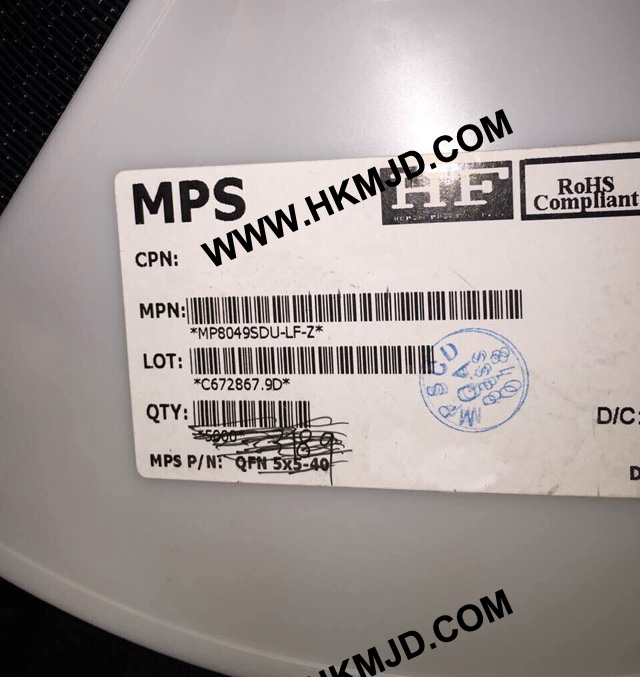 MPS
HF
RoHS
Compliant
WWW.HKMJD.COM
CPN:
MPN:
*MP8049SDU-LF-Z*
LOT:
*C672867.9D*
QTY:
*5000*
D/C:
MPS P/N: QFN 5x5-40
D
HKMJD.COM